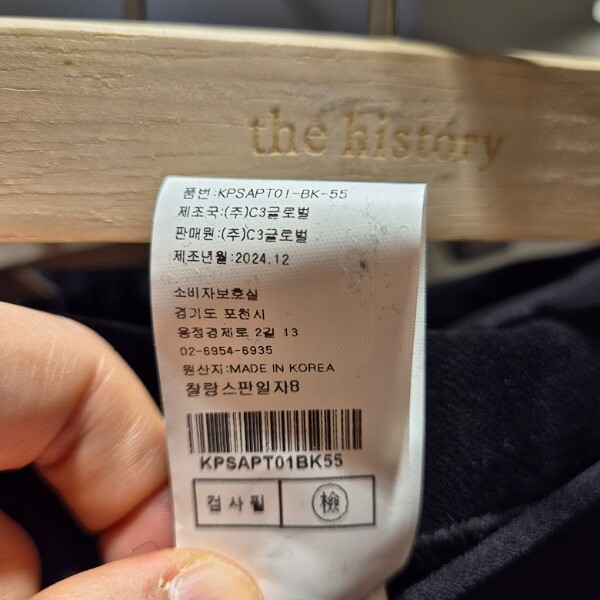 the history
품번:KPSAPT01-BK-55
제조국:(주)C3글로벌
판매원:(주)C3글로벌
제조년월:2024.12
소비자보호실
경기도 포천시
용정경제로 2길 13
02-6954-6935
원산지:MADE IN KOREA
찰랑스판일자8
KPSAPT01BK55
검사필 檢